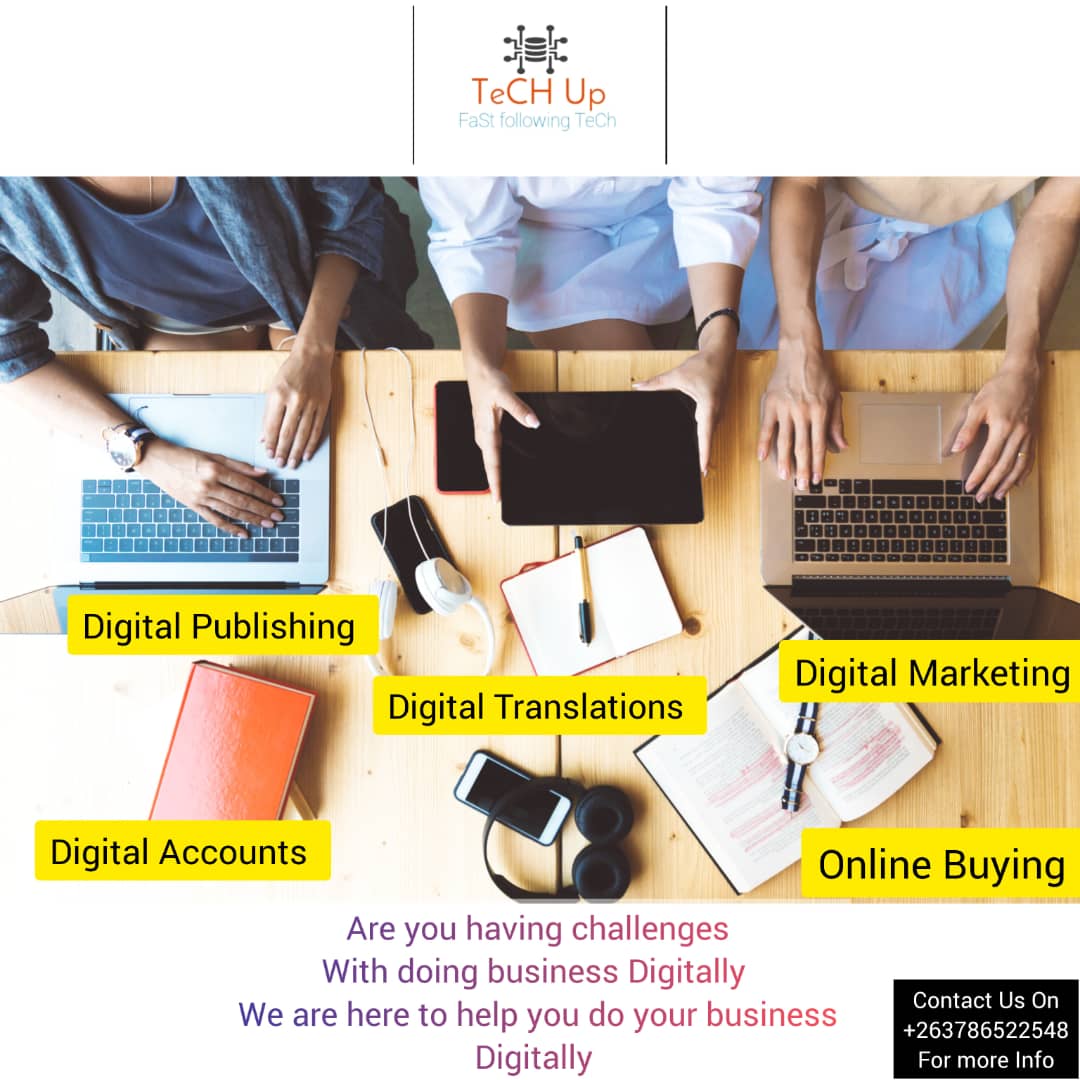 TeCH Up
FaSt following TeCh
Digital Publishing
Digital Marketing
Digital Translations
Digital Accounts
Online Buying
Are you having challenges
With doing business Digitally
We are here to help you do your business
Digitally
Contact Us On
+263786522548
For more Info